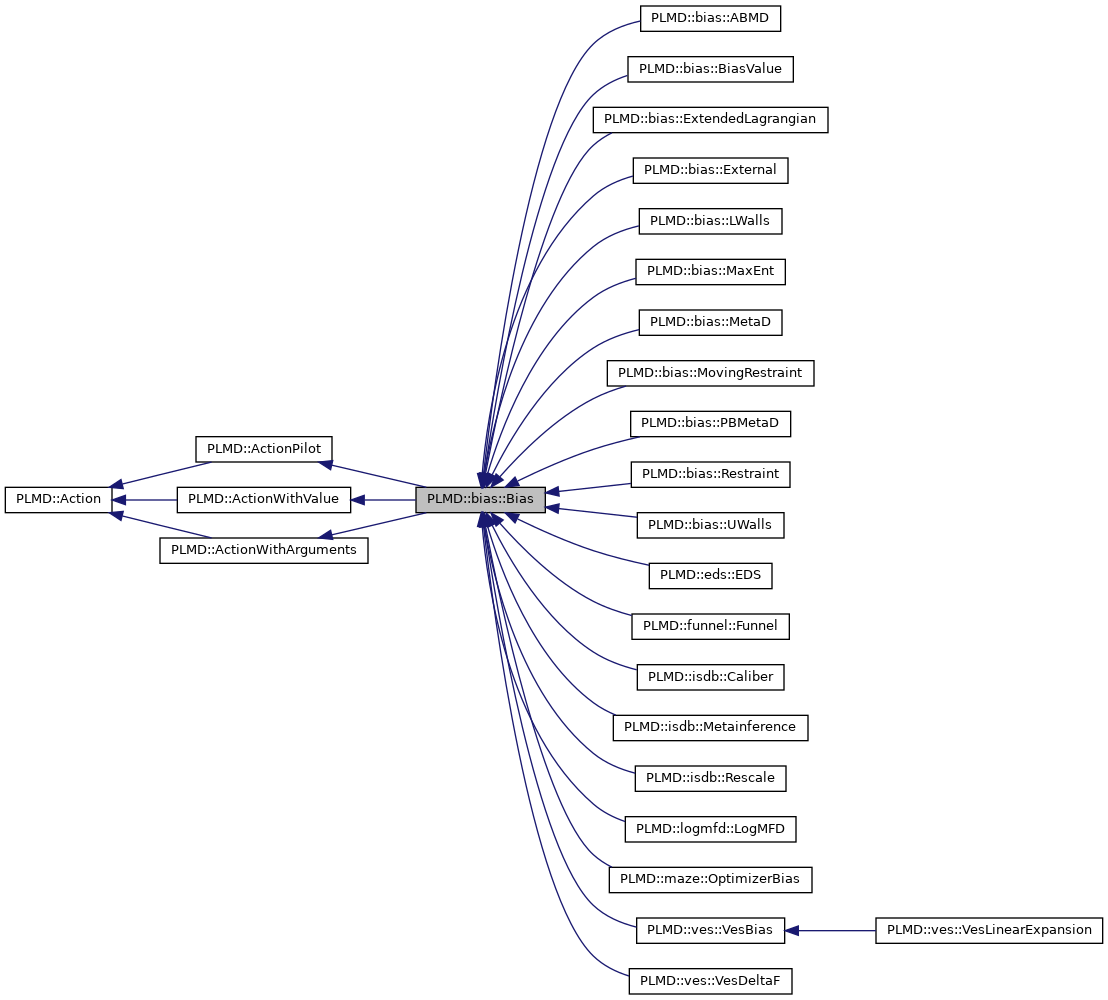 PLMD::bias::ABMD
PLMD::bias::BiasValue
PLMD::bias::ExtendedLagrangian
PLMD::bias::External
PLMD::bias::LWalls
PLMD::bias::MaxEnt
PLMD::bias::MetaD
PLMD::bias::MovingRestraint
PLMD::bias::PBMetaD
PLMD::ActionPilot
PLMD::bias::Restraint
PLMD::Action
PLMD::ActionWithValue
PLMD::bias::Bias
PLMD::bias::UWalls
PLMD::ActionWithArguments
PLMD::eds::EDS
PLMD::funnel::Funnel
PLMD::isdb::Caliber
PLMD::isdb::Metainference
PLMD::isdb::Rescale
PLMD::logmfd::LogMFD
PLMD::maze::OptimizerBias
PLMD::ves::VesBias
PLMD::ves::VesLinearExpansion
PLMD::ves::VesDeltaF